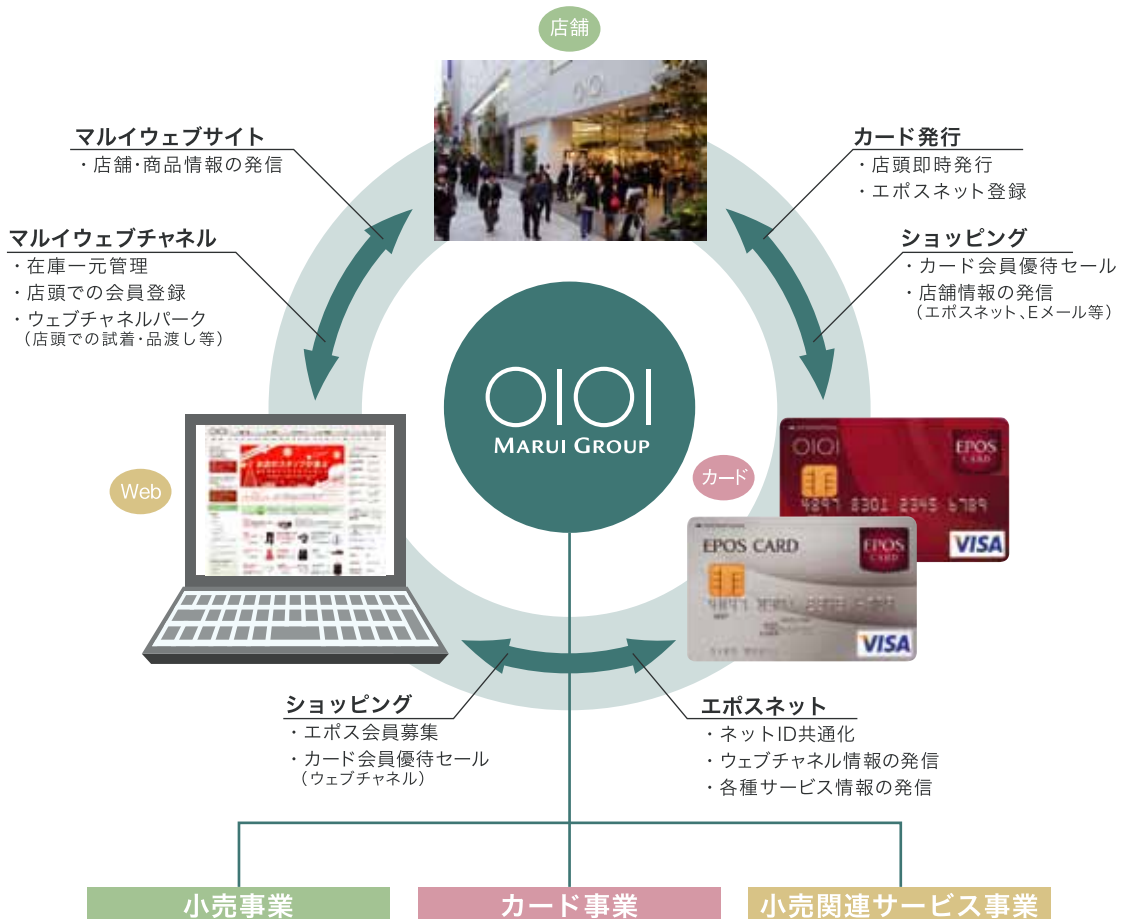 店舗
OIOI
マルイウェブサイト
・店舗・商品情報の発信
カード発行
・店頭即時発行
・エポスネット登録
マルイウェブチャネル
・在庫一元管理
・店頭での会員登録
・ウェブチャネルパーク
（店頭での試着・品渡し等）
ショッピング
・カード会員優待セール
・店舗情報の発信
（エポスネット、Eメール等）
OIOI
MARUI GROUP
Web
カード
OIOI
EPOS
CARD
4897 8301 2345 6789
VISA
EPOS CARD
EPOS
CARD
VISA
ショッピング
・エポス会員募集
・カード会員優待セール
（ウェブチャネル）
エポスネット
・ネットID共通化
・ウェブチャネル情報の発信
・各種サービス情報の発信
小売事業
カード事業
小売関連サービス事業